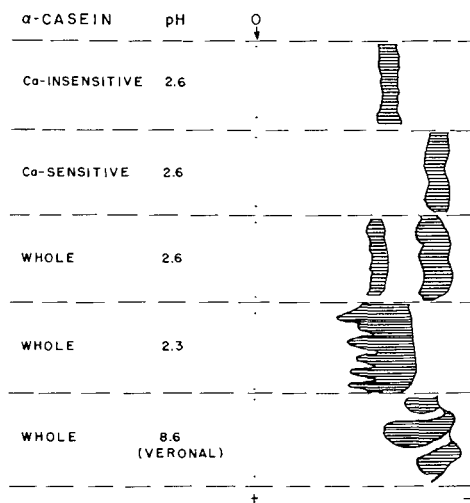 α-CASEIN pH O
Ca-INSENSITIVE 2.6
Ca-SENSITIVE 2.6
WHOLE 2.6
WHOLE 2.3
WHOLE 8.6
(VERONAL)
+ -